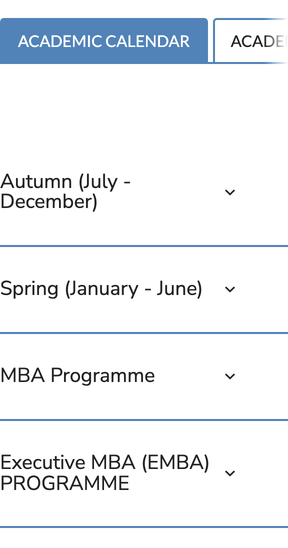 ACADEMIC CALENDAR
Autumn (July -
December)
Spring (January - June)
MBA Programme
Executive MBA (EMBA)
PROGRAMME